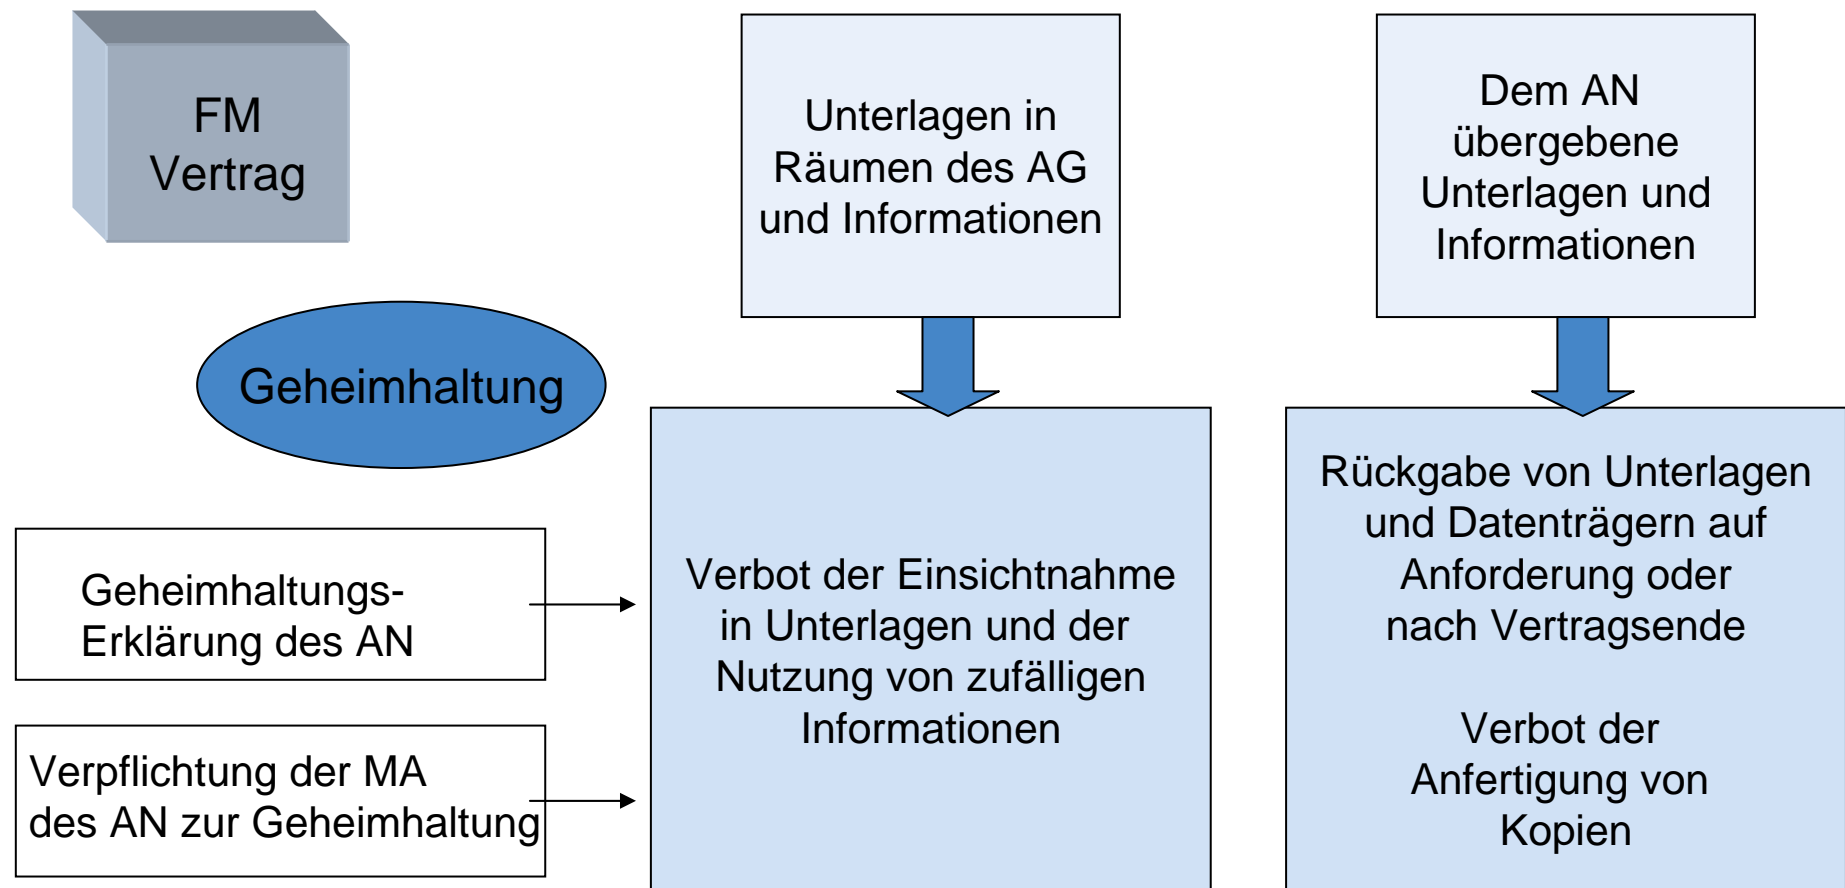 FM
Vertrag
Unterlagen in
Räumen des AG
und Informationen
Dem AN
übergebene
Unterlagen und
Informationen
Geheimhaltung
Geheimhaltungs-
Erklärung des AN
Verpflichtung der MA
des AN zur Geheimhaltung
Verbot der Einsichtnahme
in Unterlagen und der
Nutzung von zufälligen
Informationen
Rückgabe von Unterlagen
und Datenträgern auf
Anforderung oder
nach Vertragsende
Verbot der
Anfertigung von
Kopien